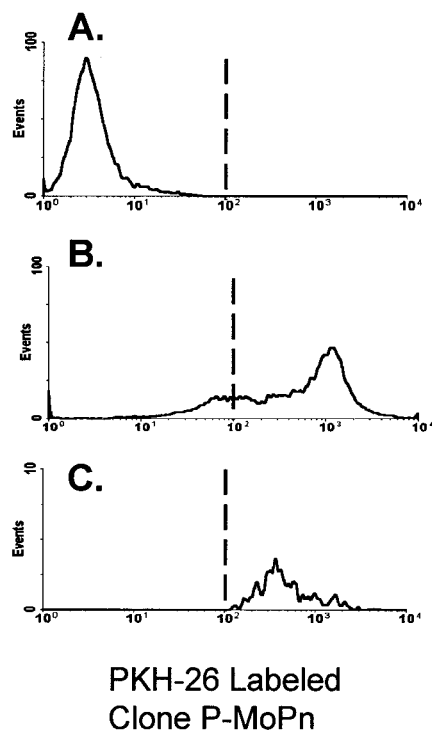 A.
100
Events
0
10⁰ 10¹ 10² 10³ 10⁴
B.
100
Events
0
10⁰ 10¹ 10² 10³ 10⁴
C.
10
Events
0
10⁰ 10¹ 10² 10³ 10⁴
PKH-26 Labeled
Clone P-MoPn